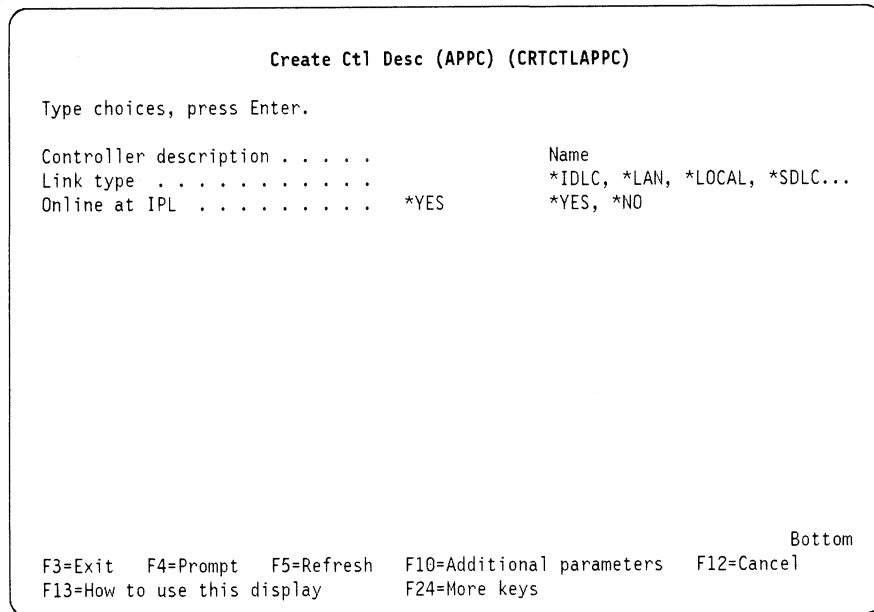 Create Ctl Desc (APPC) (CRTCTLAPPC)
Type choices, press Enter.
Controller description . . . . . Name
Link type . . . . . . . . . . . *IDLC, *LAN, *LOCAL, *SDLC...
Online at IPL . . . . . . . . . *YES *YES, *NO
Bottom
F3=Exit F4=Prompt F5=Refresh F10=Additional parameters F12=Cancel
F13=How to use this display F24=More keys